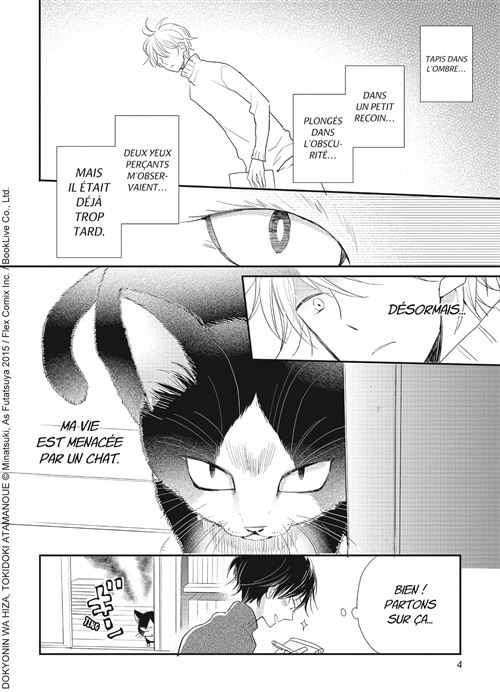 TAPIS DANS
L'OMBRE...
DANS
UN PETIT
RECOIN...
PLONGÉS
DANS
L'OBSCU-
RITÉ...
DEUX YEUX
PERÇANTS
M'OBSER-
VAIENT...
MAIS
IL ÉTAIT
DÉJÀ
TROP
TARD.
DÉSORMAIS...
MA VIE
EST MENACÉE
PAR UN CHAT.
BIEN !
PARTONS
SUR ÇA...
TING
4
DOKYONIN WA HIZA, TOKIDOKI ATAMANOUE © Minatsuki, As Futatsuya 2015 / Flex Comix Inc. / BookLive Co., Ltd.